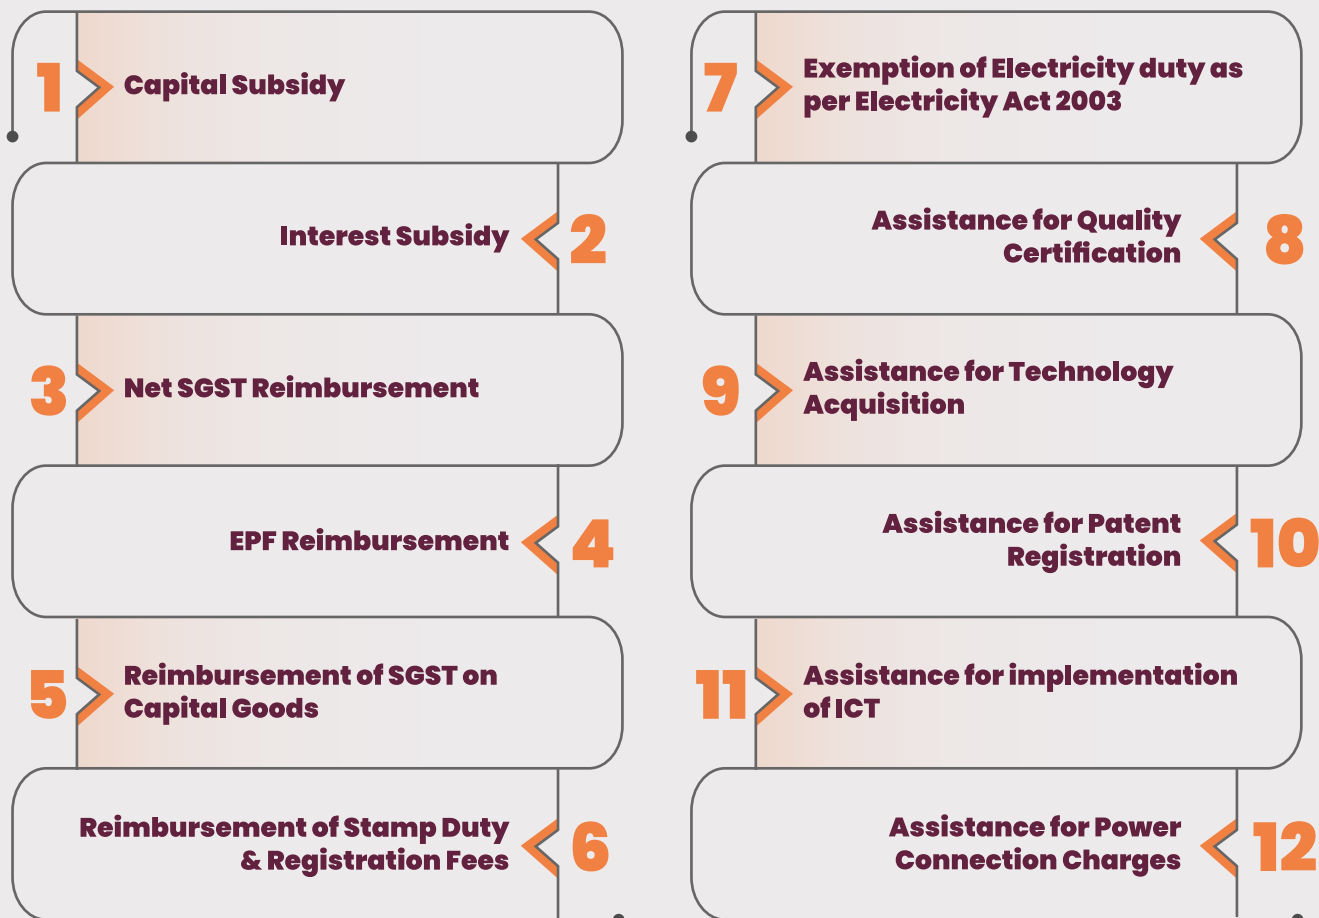 1
Capital Subsidy
Interest Subsidy
2
3
Net SGST Reimbursement
EPF Reimbursement
4
5
Reimbursement of SGST on
Capital Goods
Reimbursement of Stamp Duty
& Registration Fees
6
7
Exemption of Electricity duty as
per Electricity Act 2003
Assistance for Quality
Certification
8
9
Assistance for Technology
Acquisition
Assistance for Patent
Registration
10
11
Assistance for implementation
of ICT
Assistance for Power
Connection Charges
12